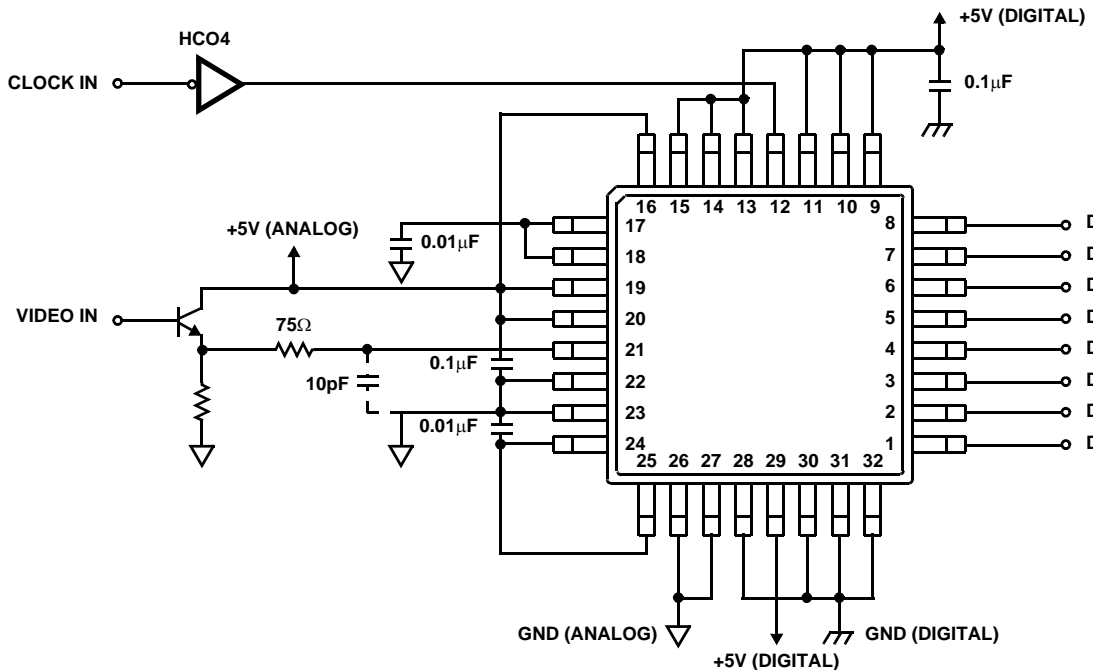 +5V (DIGITAL)
HCO4
CLOCK IN
0.1μF
16 15 14 13 12 11 10 9
+5V (ANALOG)
0.01μF
17
18
19
20
21
22
23
24
8
7
6
5
4
3
2
1
D
D
D
D
D
D
D
D
VIDEO IN
75Ω
10pF
0.1μF
0.01μF
25 26 27 28 29 30 31 32
GND (ANALOG)
GND (DIGITAL)
+5V (DIGITAL)